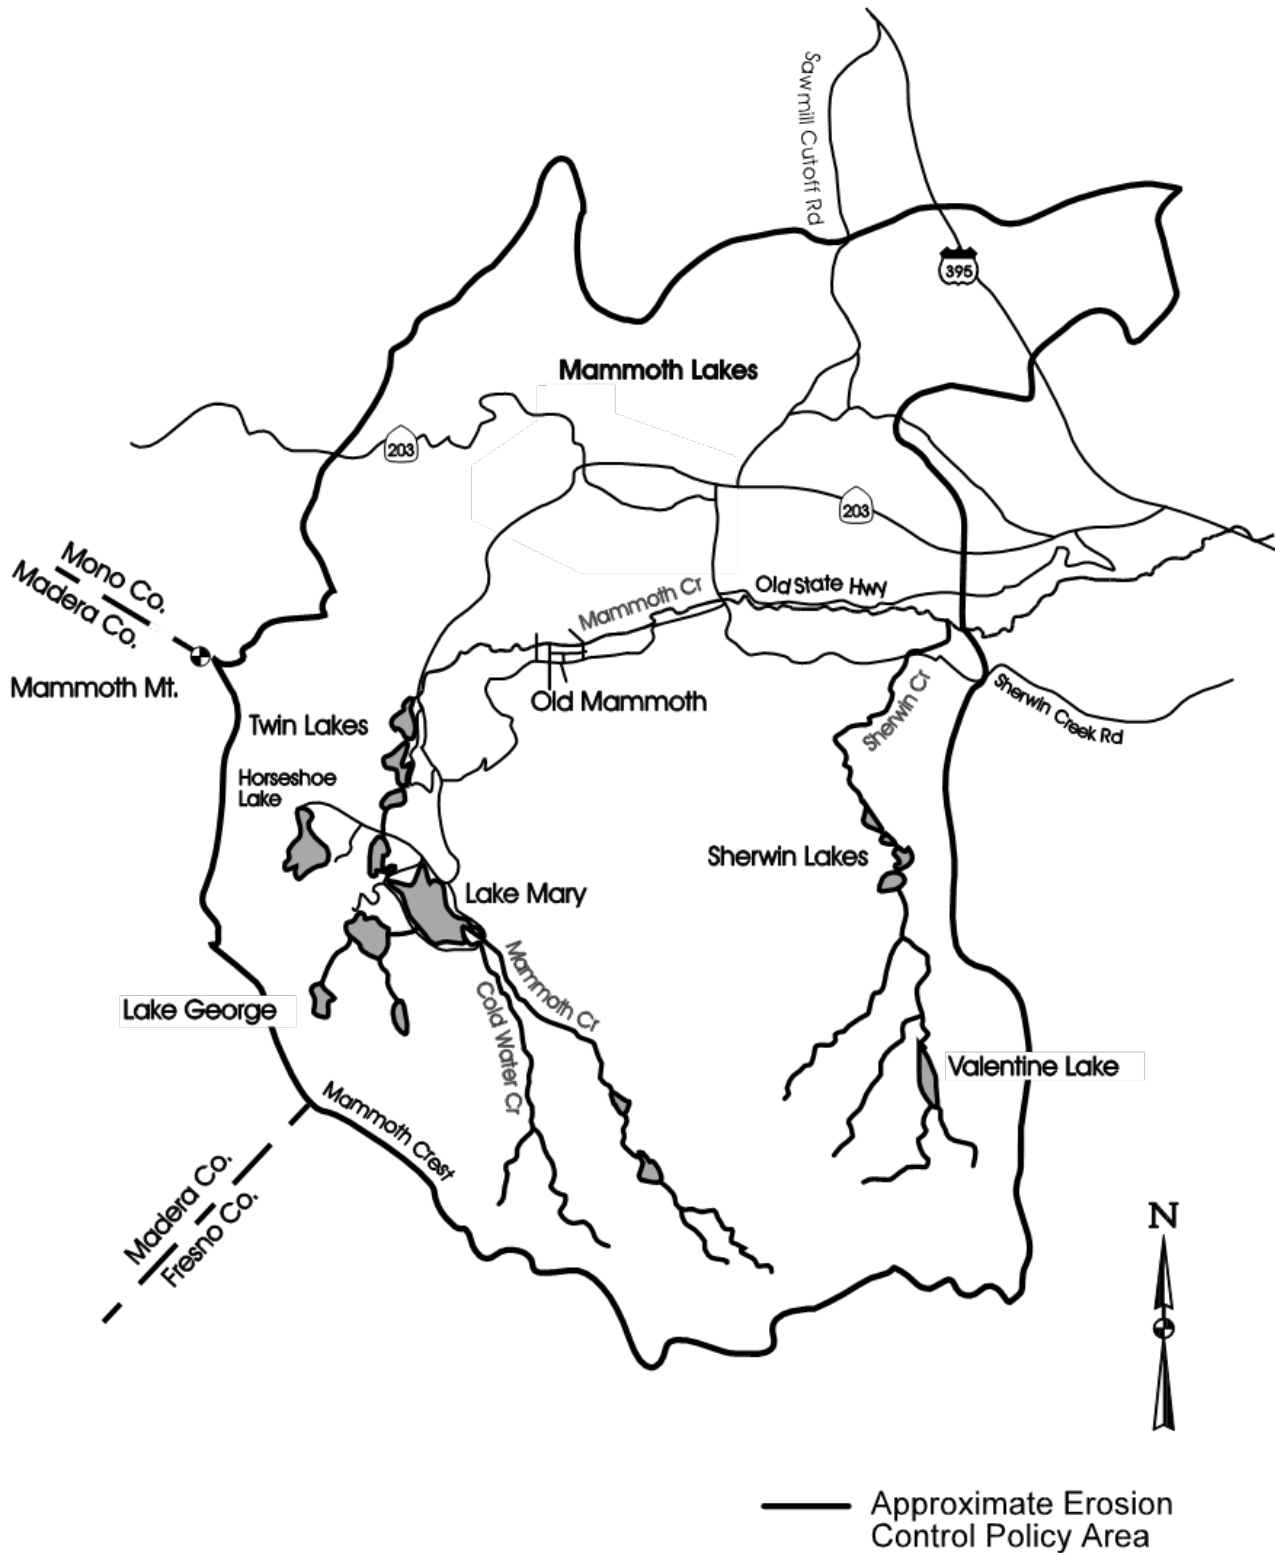 Sawmill Cutoff Rd
395
Mammoth Lakes
203
203
Mono Co.
Madera Co.
Mammoth Cr
Old State Hwy
Mammoth Mt.
Old Mammoth
Sherwin Cr
Sherwin Creek Rd
Twin Lakes
Horseshoe
Lake
Sherwin Lakes
Lake Mary
Mammoth Cr
Cold Water Cr
Lake George
Valentine Lake
Mammoth Crest
Madera Co.
Fresno Co.
N
Approximate Erosion
Control Policy Area